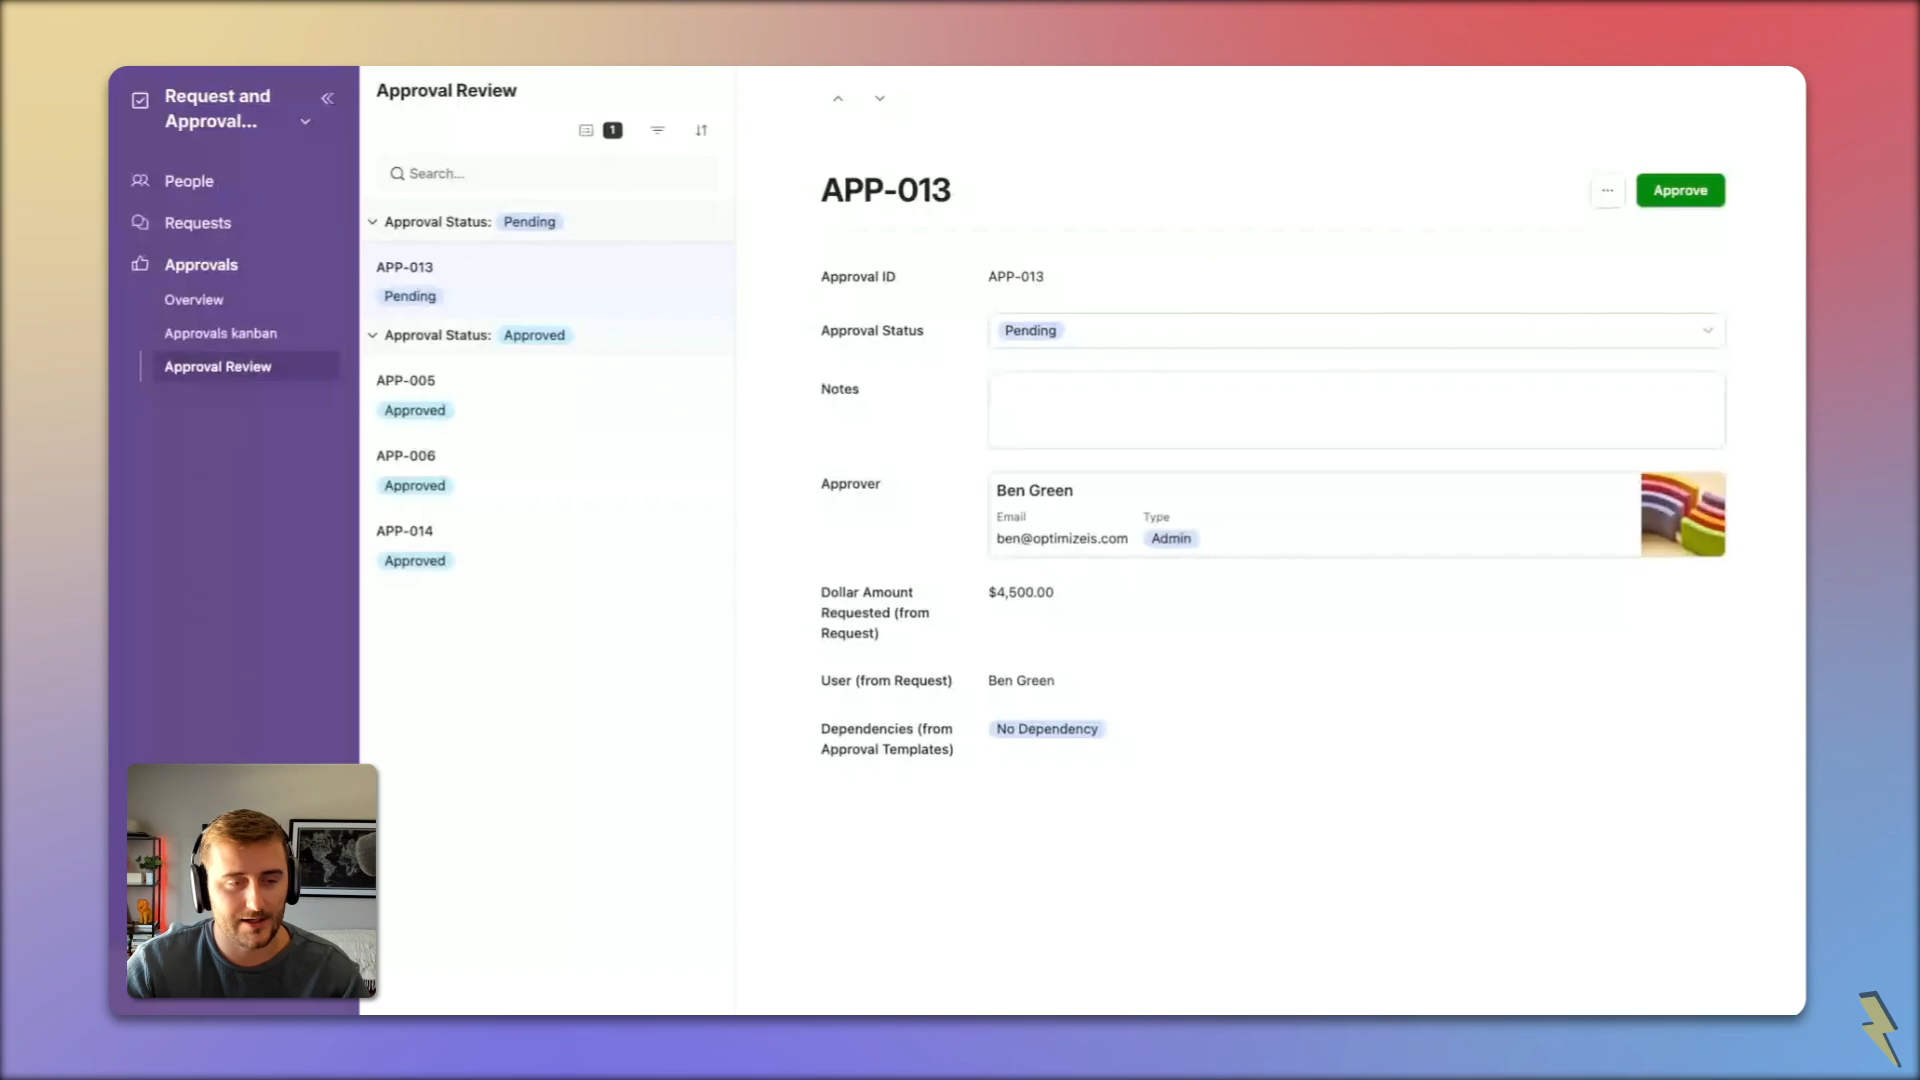 Request and
Approval...
People
Requests
Approvals
Overview
Approvals kanban
Approval Review
Approval Review
1
Search...
Approval Status: Pending
APP-013
Pending
Approval Status: Approved
APP-005
Approved
APP-006
Approved
APP-014
Approved
APP-013
...
Approve
Approval ID
APP-013
Approval Status
Pending
Notes
Approver
Ben Green
Email
Type
ben@optimizeis.com
Admin
Dollar Amount
Requested (from
Request)
$4,500.00
User (from Request)
Ben Green
Dependencies (from
Approval Templates)
No Dependency